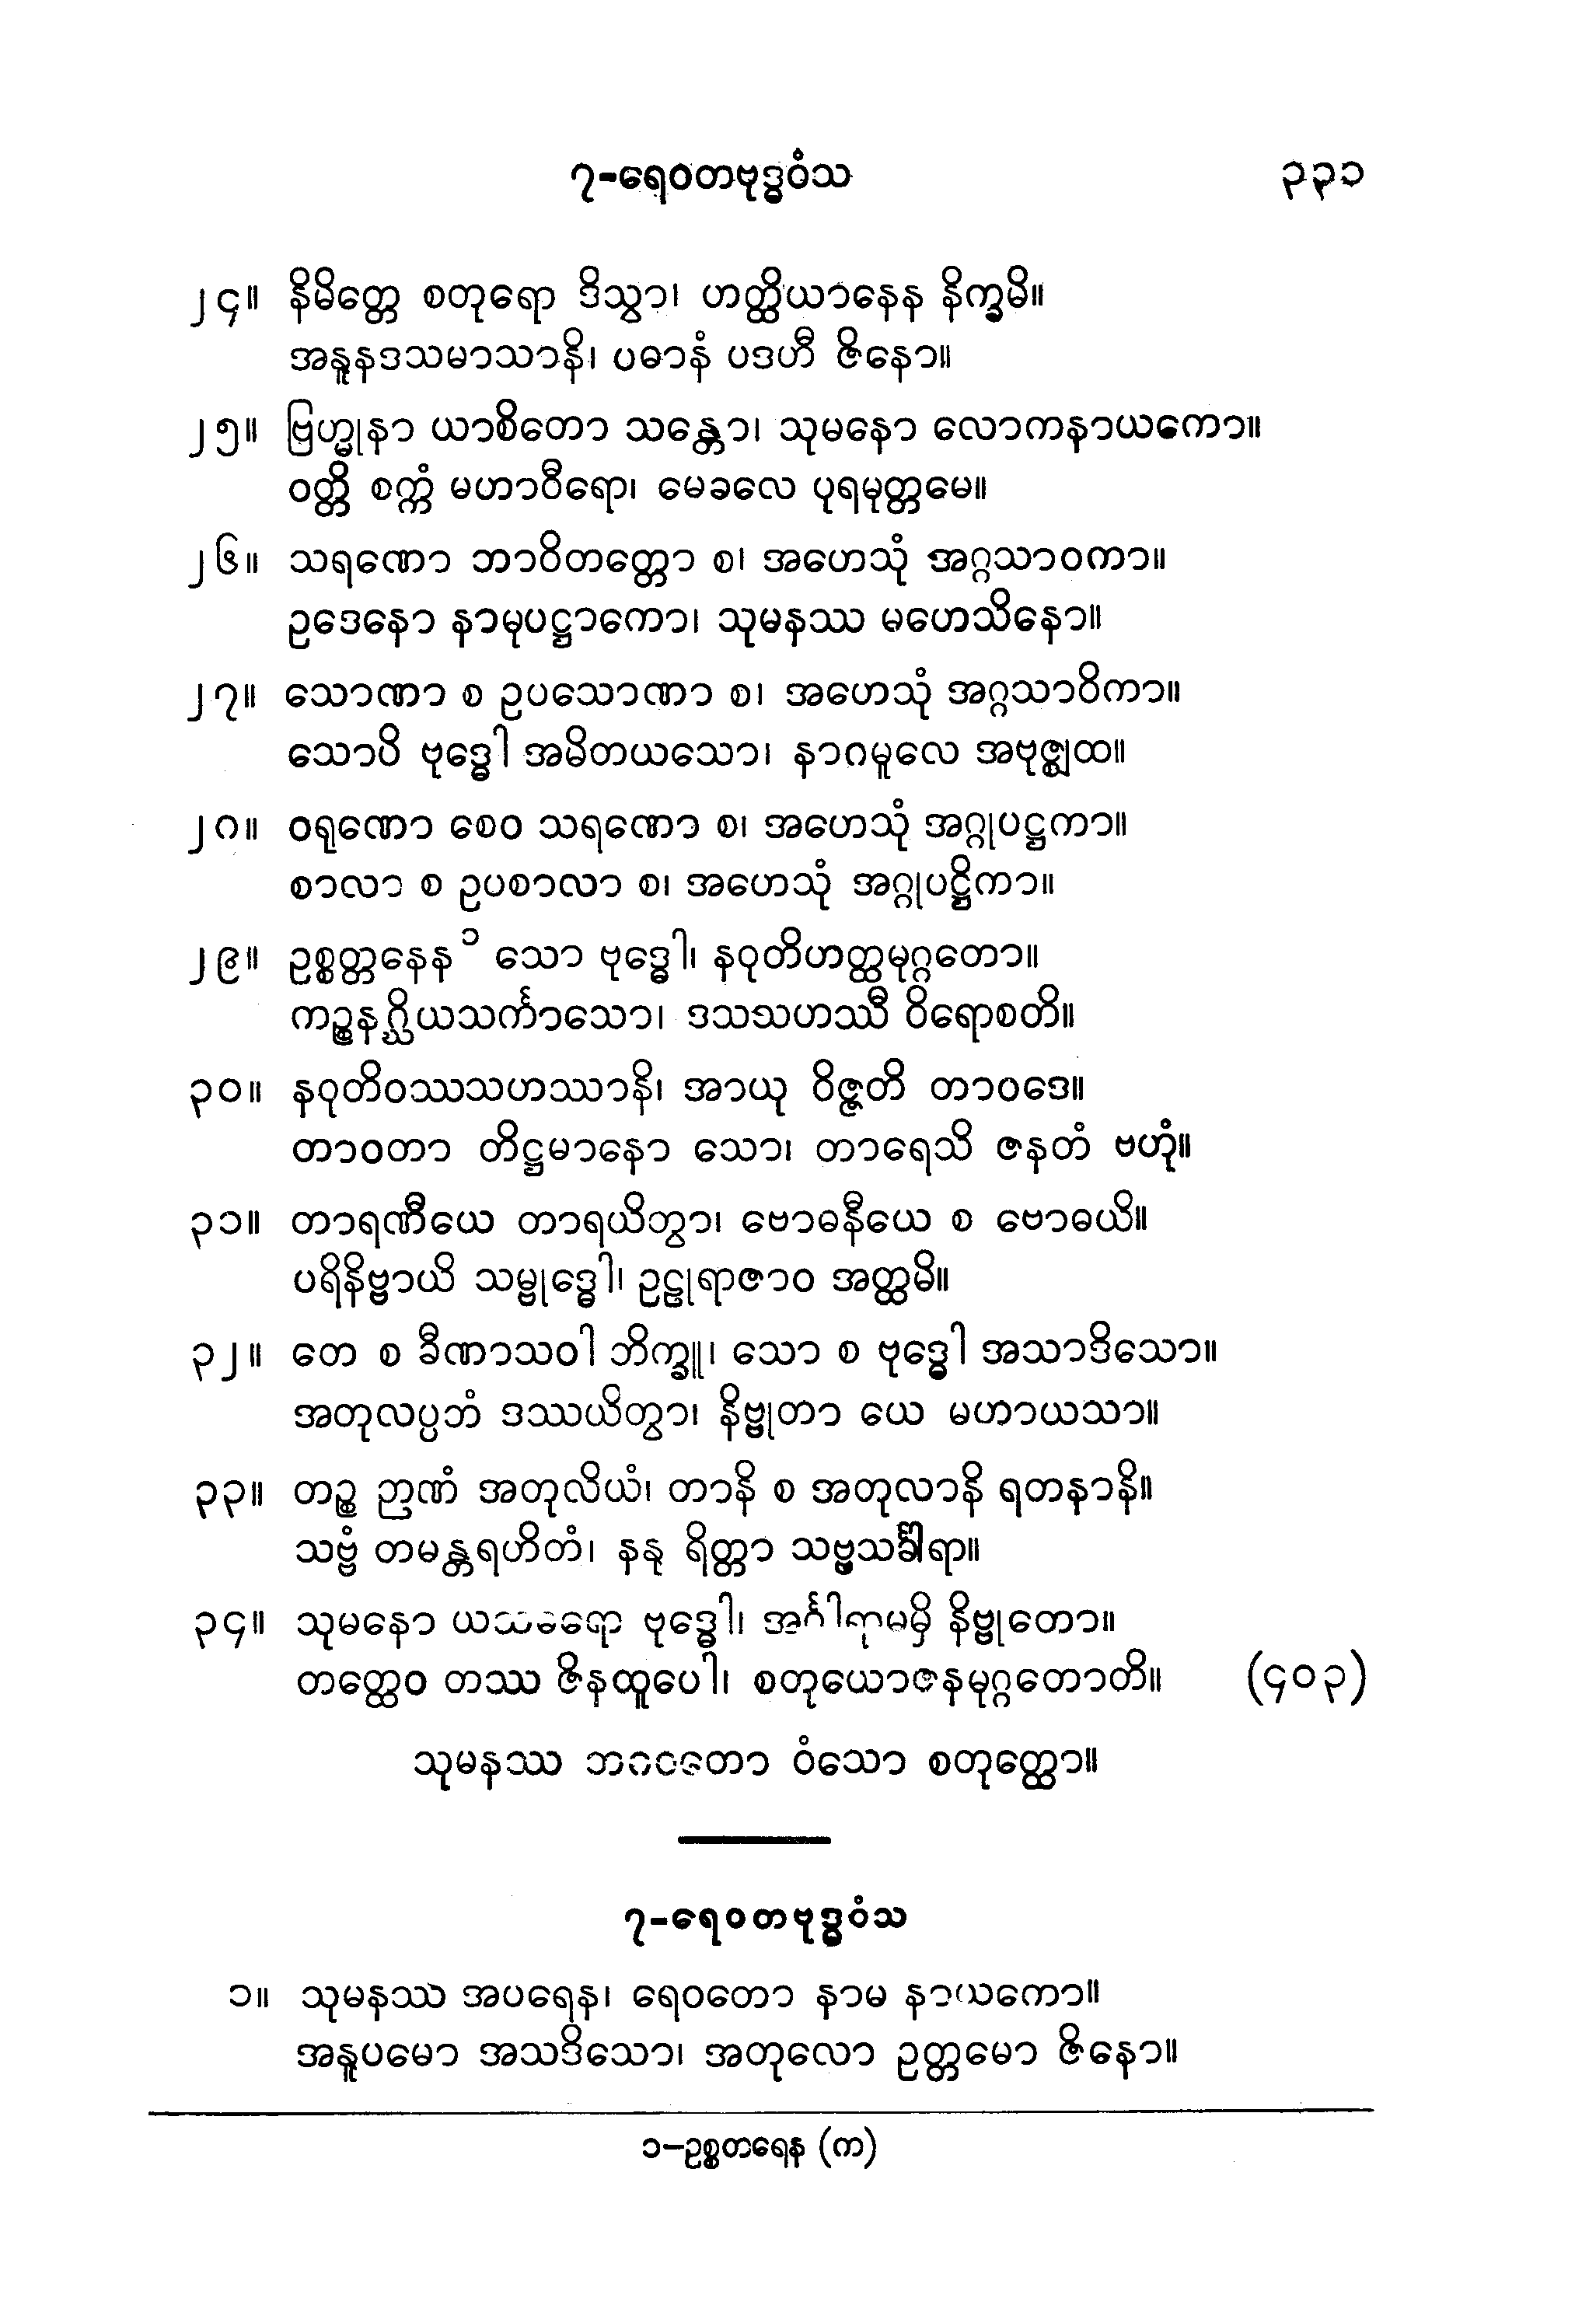 ၇-ရေဝတဗုဒ္ဓဝံသ ၃၃၁
၂၄။ နိမိတ္တေ စတုရော ဒိသွာ၊ ဟတ္ထိယာနေန နိက္ခမိ။
အနူနဒသမာသာနိ၊ ပဓာနံ ပဒဟီ ဇိနော။
၂၅။ ဗြဟ္မုနာ ယာစိတော သန္တော၊ သုမနော လောကနာယကော။
ဝတ္တိ စက္ကံ မဟာဝီရော၊ မေခလေ ပုရမုတ္တမေ။
၂၆။ သရဏော ဘာဝိတတ္တော စ၊ အဟေသုံ အဂ္ဂသာဝကာ။
ဥဒေနော နာမုပဋ္ဌာကော၊ သုမနဿ မဟေသိနော။
၂၇။ သောဏာ စ ဥပသောဏာ စ၊ အဟေသုံ အဂ္ဂသာဝိကာ။
သောပိ ဗုဒ္ဓေါ အမိတယသော၊ နာဂမူလေ အဗုဇ္ဈထ။
၂၈။ ဝရုဏော စေဝ သရဏော စ၊ အဟေသုံ အဂ္ဂုပဋ္ဌကာ။
စာလာ စ ဥပစာလာ စ၊ အဟေသုံ အဂ္ဂုပဋ္ဌိကာ။
၂၉။ ဥစ္စတ္တနေန ၁ သော ဗုဒ္ဓေါ၊ နဝုတိဟတ္ထမုဂ္ဂတော။
ကဉ္စနဂ္ဃိယသင်္ကာသော၊ ဒသသဟဿီ ဝိရောစတိ။
၃၀။ နဝုတိဝဿသဟဿာနိ၊ အာယု ဝိဇ္ဇတိ တာဝဒေ။
တာဝတာ တိဋ္ဌမာနော သော၊ တာရေသိ ဇနတံ ဗဟုံ။
၃၁။ တာရဏီယေ တာရယိတွာ၊ ဗောဓနီယေ စ ဗောဓယိ။
ပရိနိဗ္ဗာယိ သမ္ဗုဒ္ဓေါ၊ ဥဠုရာဇာဝ အတ္ထမိ။
၃၂။ တေ စ ခီဏာသဝါ ဘိက္ခူ၊ သော စ ဗုဒ္ဓေါ အသာဒိသော။
အတုလပ္ပဘံ ဒဿယိတွာ၊ နိဗ္ဗုတာ ယေ မဟာယသာ။
၃၃။ တဉ္စ ဉာဏံ အတုလိယံ၊ တာနိ စ အတုလာနိ ရတနာနိ။
သဗ္ဗံ တမန္တရဟိတံ၊ နနု ရိတ္တာ သဗ္ဗသင်္ခါရာ။
၃၄။ သုမနော ယသဓရော ဗုဒ္ဓေါ၊ အင်္ဂါရာမမှိ နိဗ္ဗုတော။
တတ္ထေဝ တဿ ဇိနထူပေါ၊ စတုယောဇနမုဂ္ဂတောတိ။ (၄၀၃)
သုမနဿ ဘဂဝတော ဝံသော စတုတ္ထော။
၇-ရေဝတဗုဒ္ဓဝံသ
၁။ သုမနဿ အပရေန၊ ရေဝတော နာမ နာယကော။
အနူပမော အသဒိသော၊ အတုလော ဥတ္တမော ဇိနော။
၁–ဥစ္စတရေန (က)